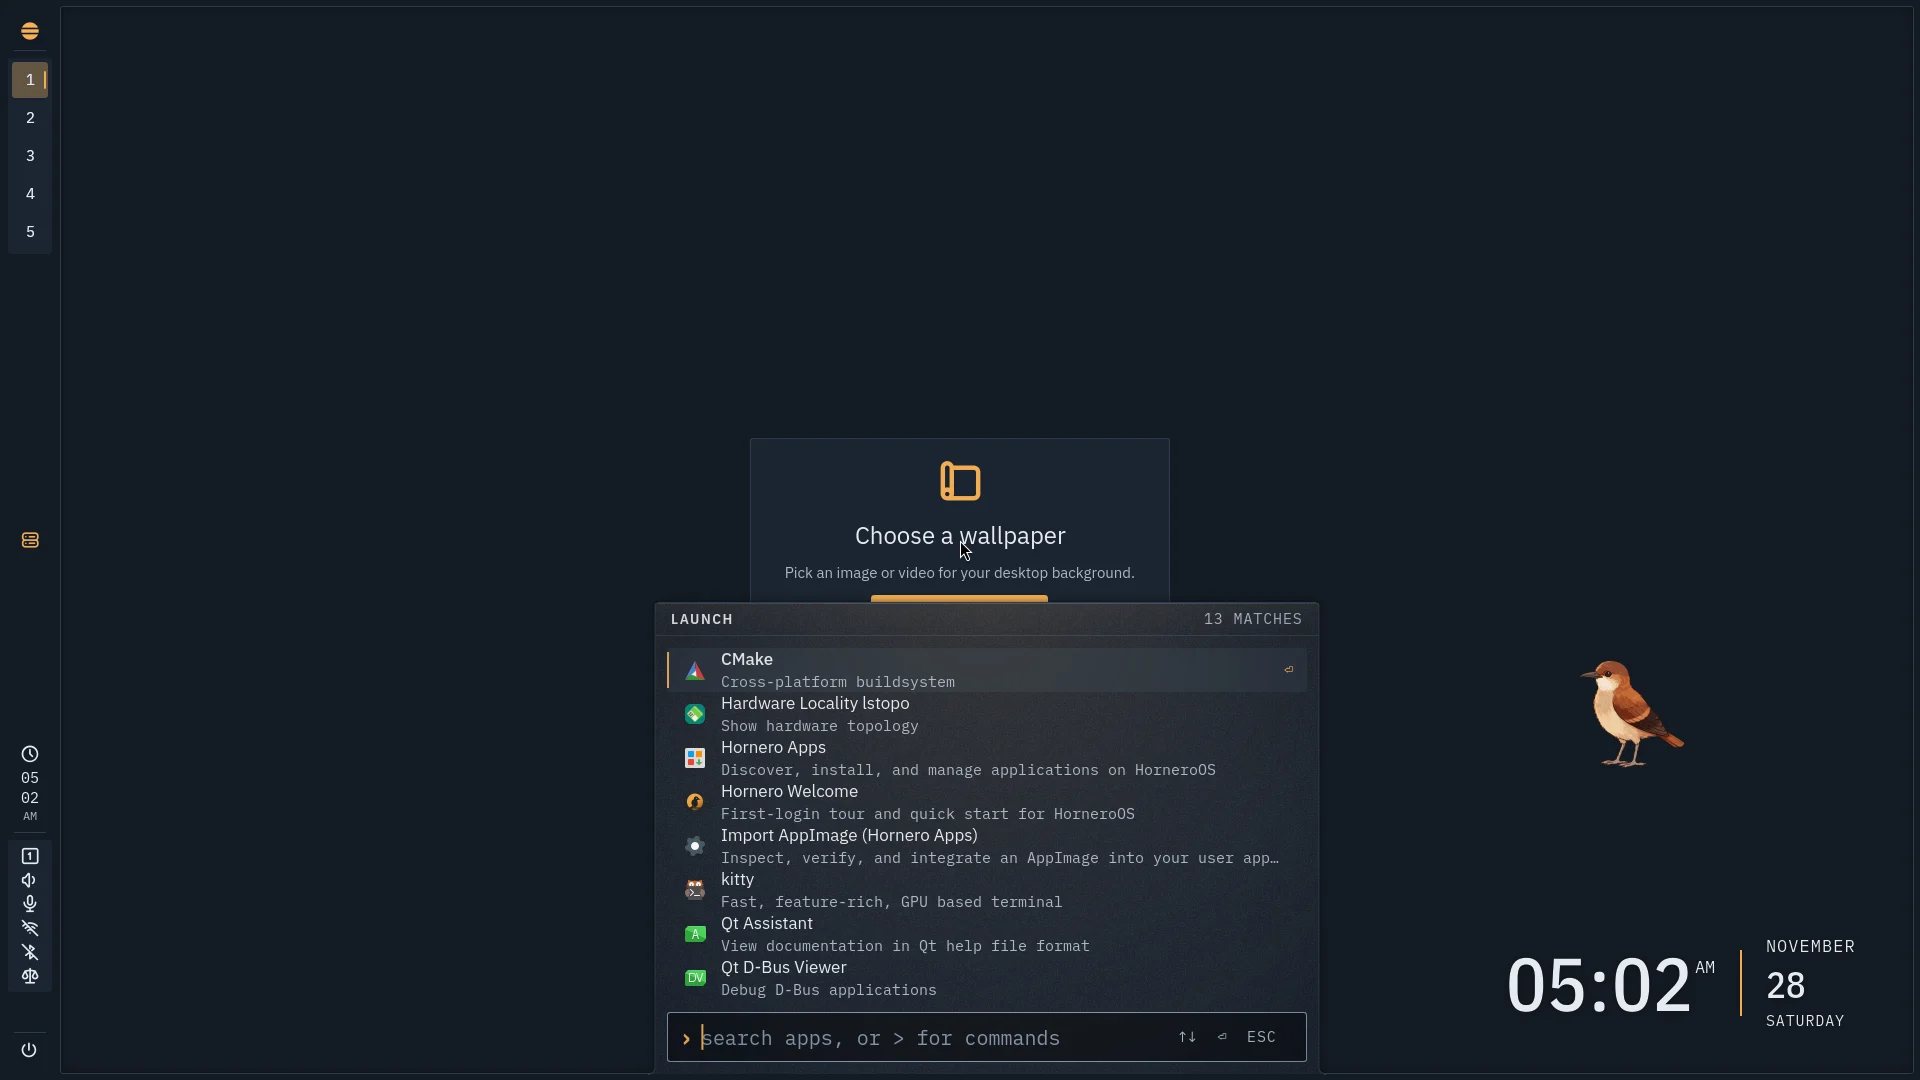 1
2
3
4
5
05
02
AM
1
Choose a wallpaper
Pick an image or video for your desktop background.
LAUNCH 13 MATCHES
CMake
Cross-platform buildsystem
Hardware Locality lstopo
Show hardware topology
Hornero Apps
Discover, install, and manage applications on HorneroOS
Hornero Welcome
First-login tour and quick start for HorneroOS
Import AppImage (Hornero Apps)
Inspect, verify, and integrate an AppImage into your user app…
kitty
Fast, feature-rich, GPU based terminal
A
Qt Assistant
View documentation in Qt help file format
DV
Qt D-Bus Viewer
Debug D-Bus applications
› search apps, or > for commands ↑↓ ⏎ ESC
05:02 AM
NOVEMBER
28
SATURDAY